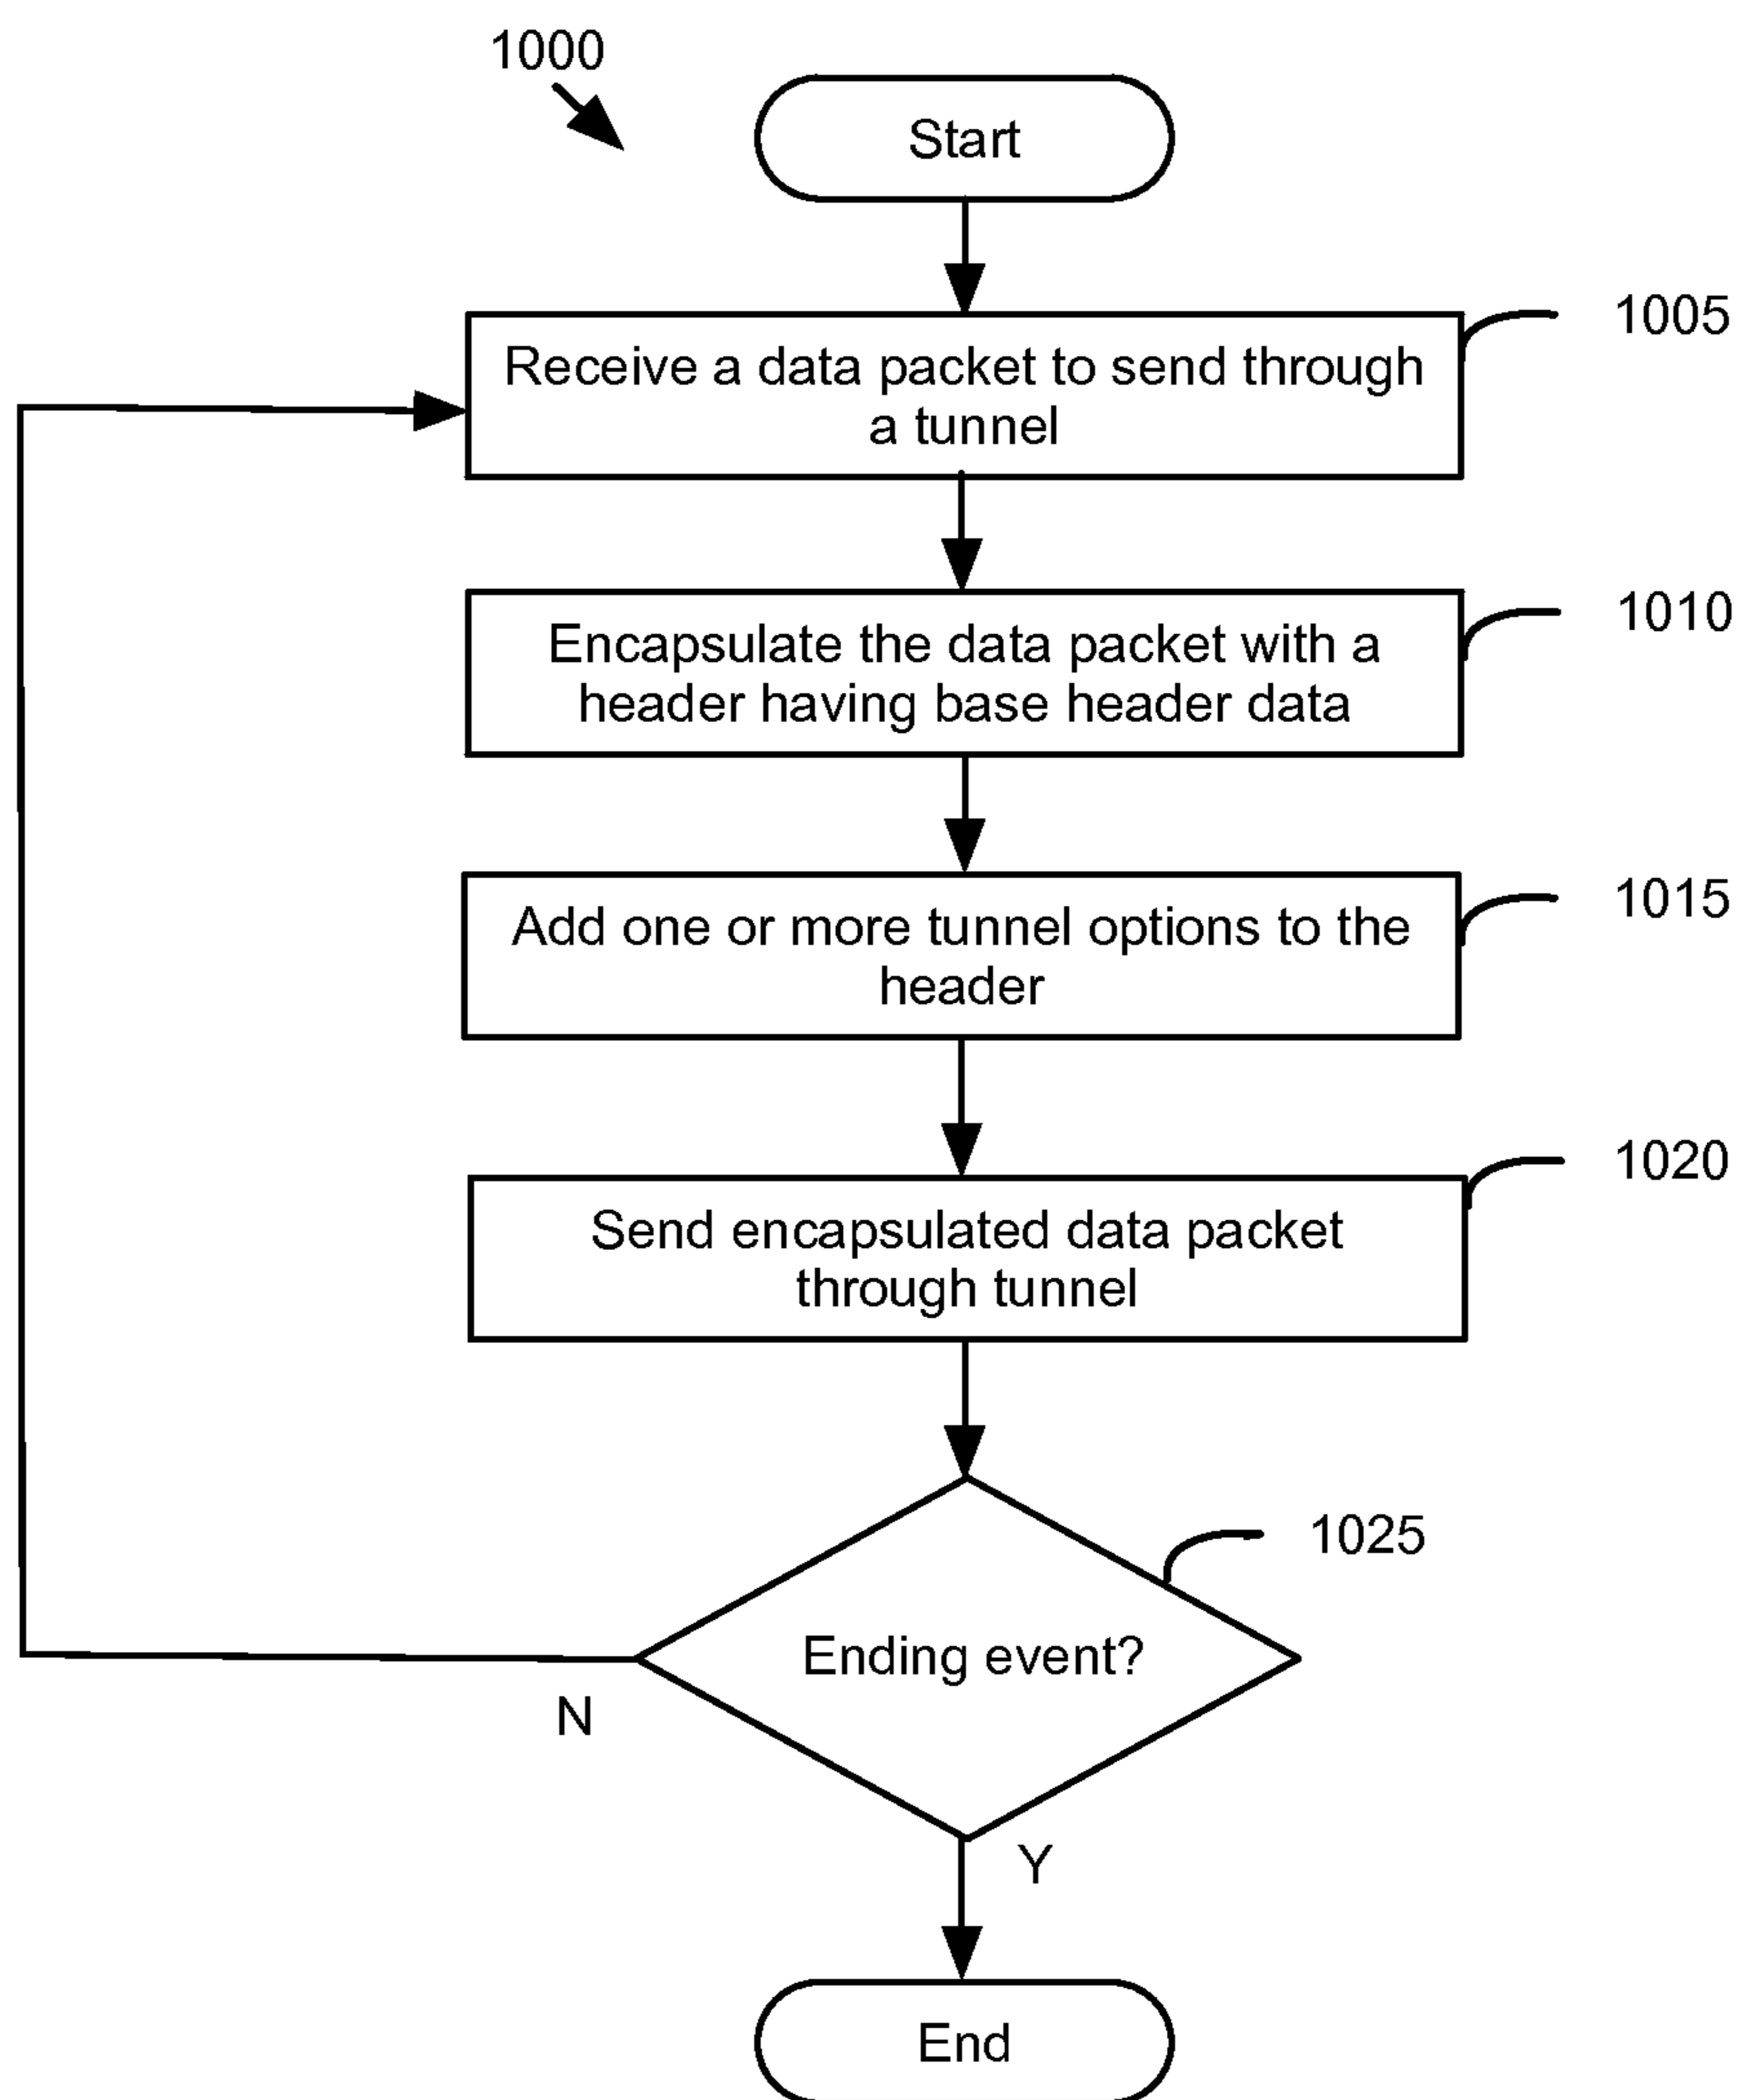 1000
Start
1005
Receive a data packet to send through
a tunnel
1010
Encapsulate the data packet with a
header having base header data
1015
Add one or more tunnel options to the
header
1020
Send encapsulated data packet
through tunnel
1025
Ending event?
N
Y
End